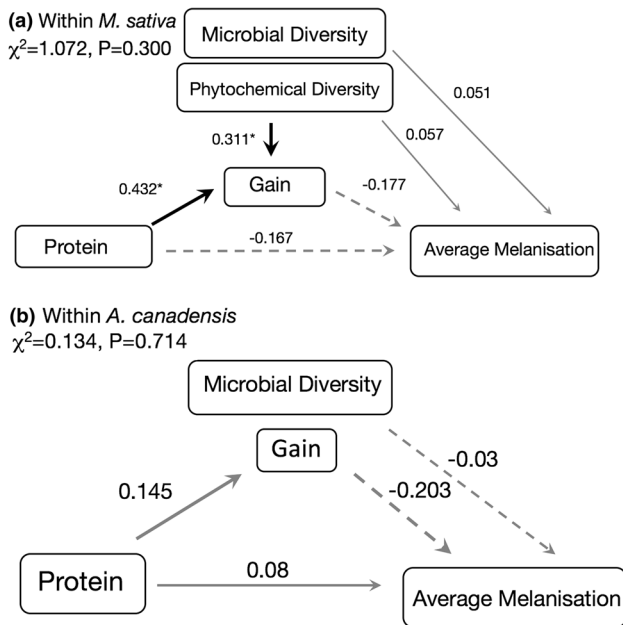 (a) Within M. sativa
χ²=1.072, P=0.300
Microbial Diversity
Phytochemical Diversity
0.051
0.057
0.311*
Gain
0.432*
-0.177
Protein
-0.167
Average Melanisation
(b) Within A. canadensis
χ²=0.134, P=0.714
Microbial Diversity
Gain
-0.03
0.145
-0.203
Protein
0.08
Average Melanisation